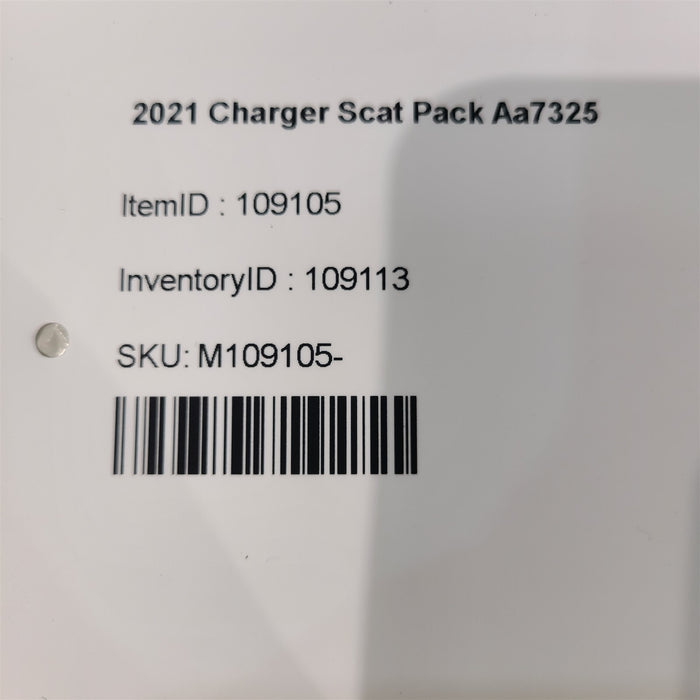 2021 Charger Scat Pack Aa7325
ItemID : 109105
InventoryID : 109113
SKU: M109105-